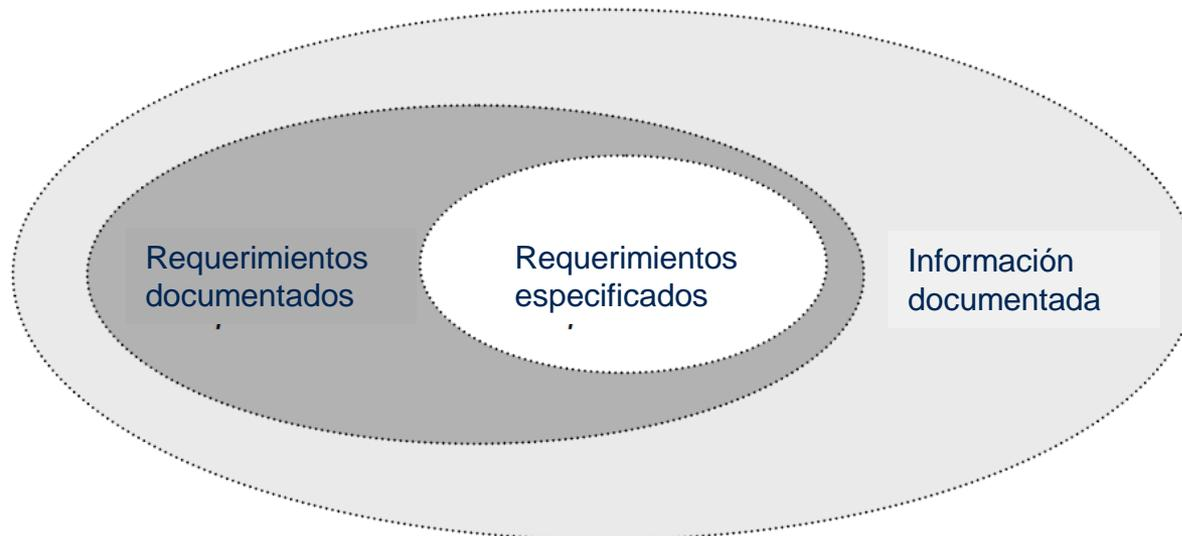 Requerimientos
documentados
Requerimientos
especificados
Información
documentada